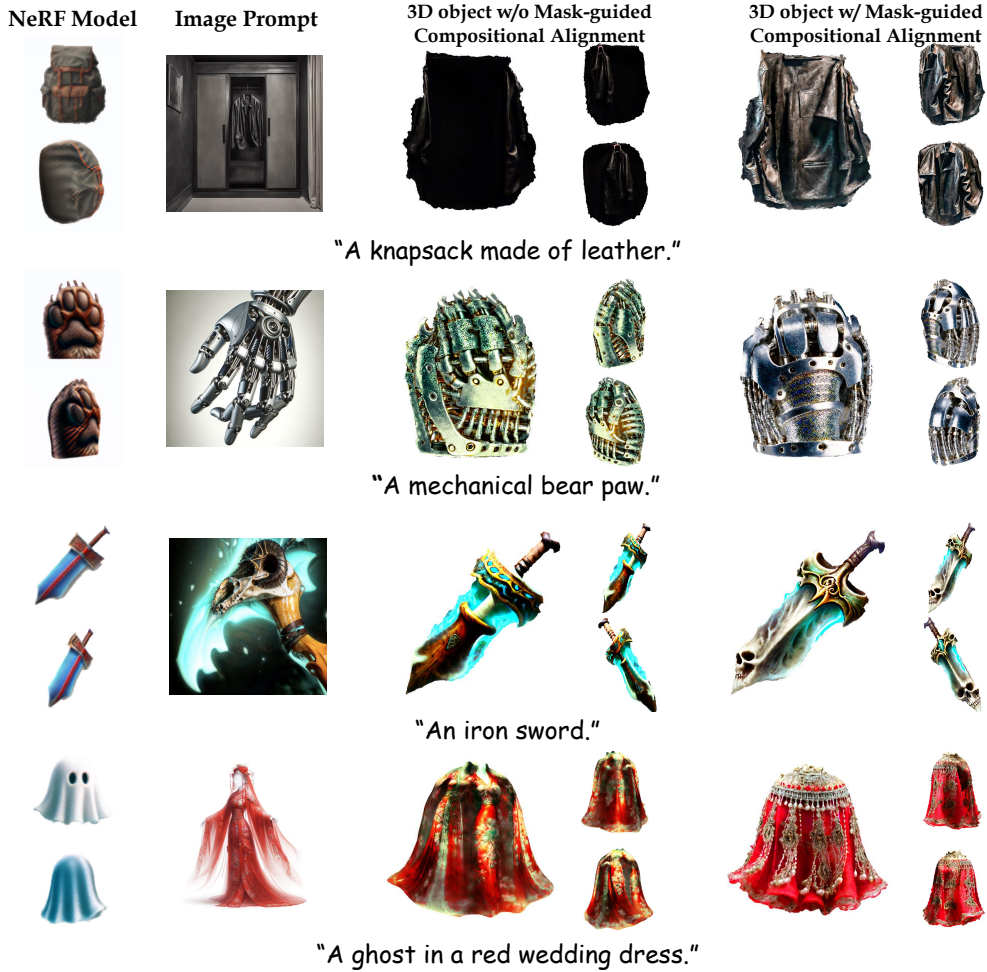 NeRF Model
Image Prompt
3D object w/o Mask-guided
Compositional Alignment
3D object w/ Mask-guided
Compositional Alignment
“A knapsack made of leather.”
“A mechanical bear paw.”
“An iron sword.”
“A ghost in a red wedding dress.”